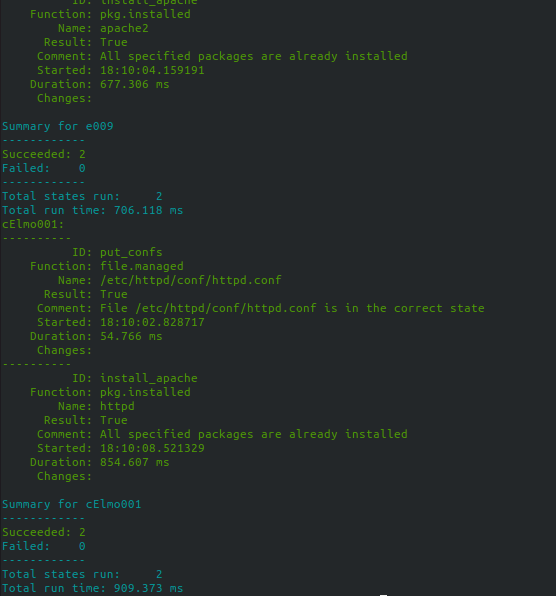 ID: install_apache
Function: pkg.installed
Name: apache2
Result: True
Comment: All specified packages are already installed
Started: 18:10:04.159191
Duration: 677.306 ms
Changes:
Summary for e009
------------
Succeeded: 2
Failed:    0
------------
Total states run:     2
Total run time: 706.118 ms
cElmo001:
----------
ID: put_confs
Function: file.managed
Name: /etc/httpd/conf/httpd.conf
Result: True
Comment: File /etc/httpd/conf/httpd.conf is in the correct state
Started: 18:10:02.828717
Duration: 54.766 ms
Changes:
----------
ID: install_apache
Function: pkg.installed
Name: httpd
Result: True
Comment: All specified packages are already installed
Started: 18:10:08.521329
Duration: 854.607 ms
Changes:
Summary for cElmo001
------------
Succeeded: 2
Failed:    0
------------
Total states run:     2
Total run time: 909.373 ms